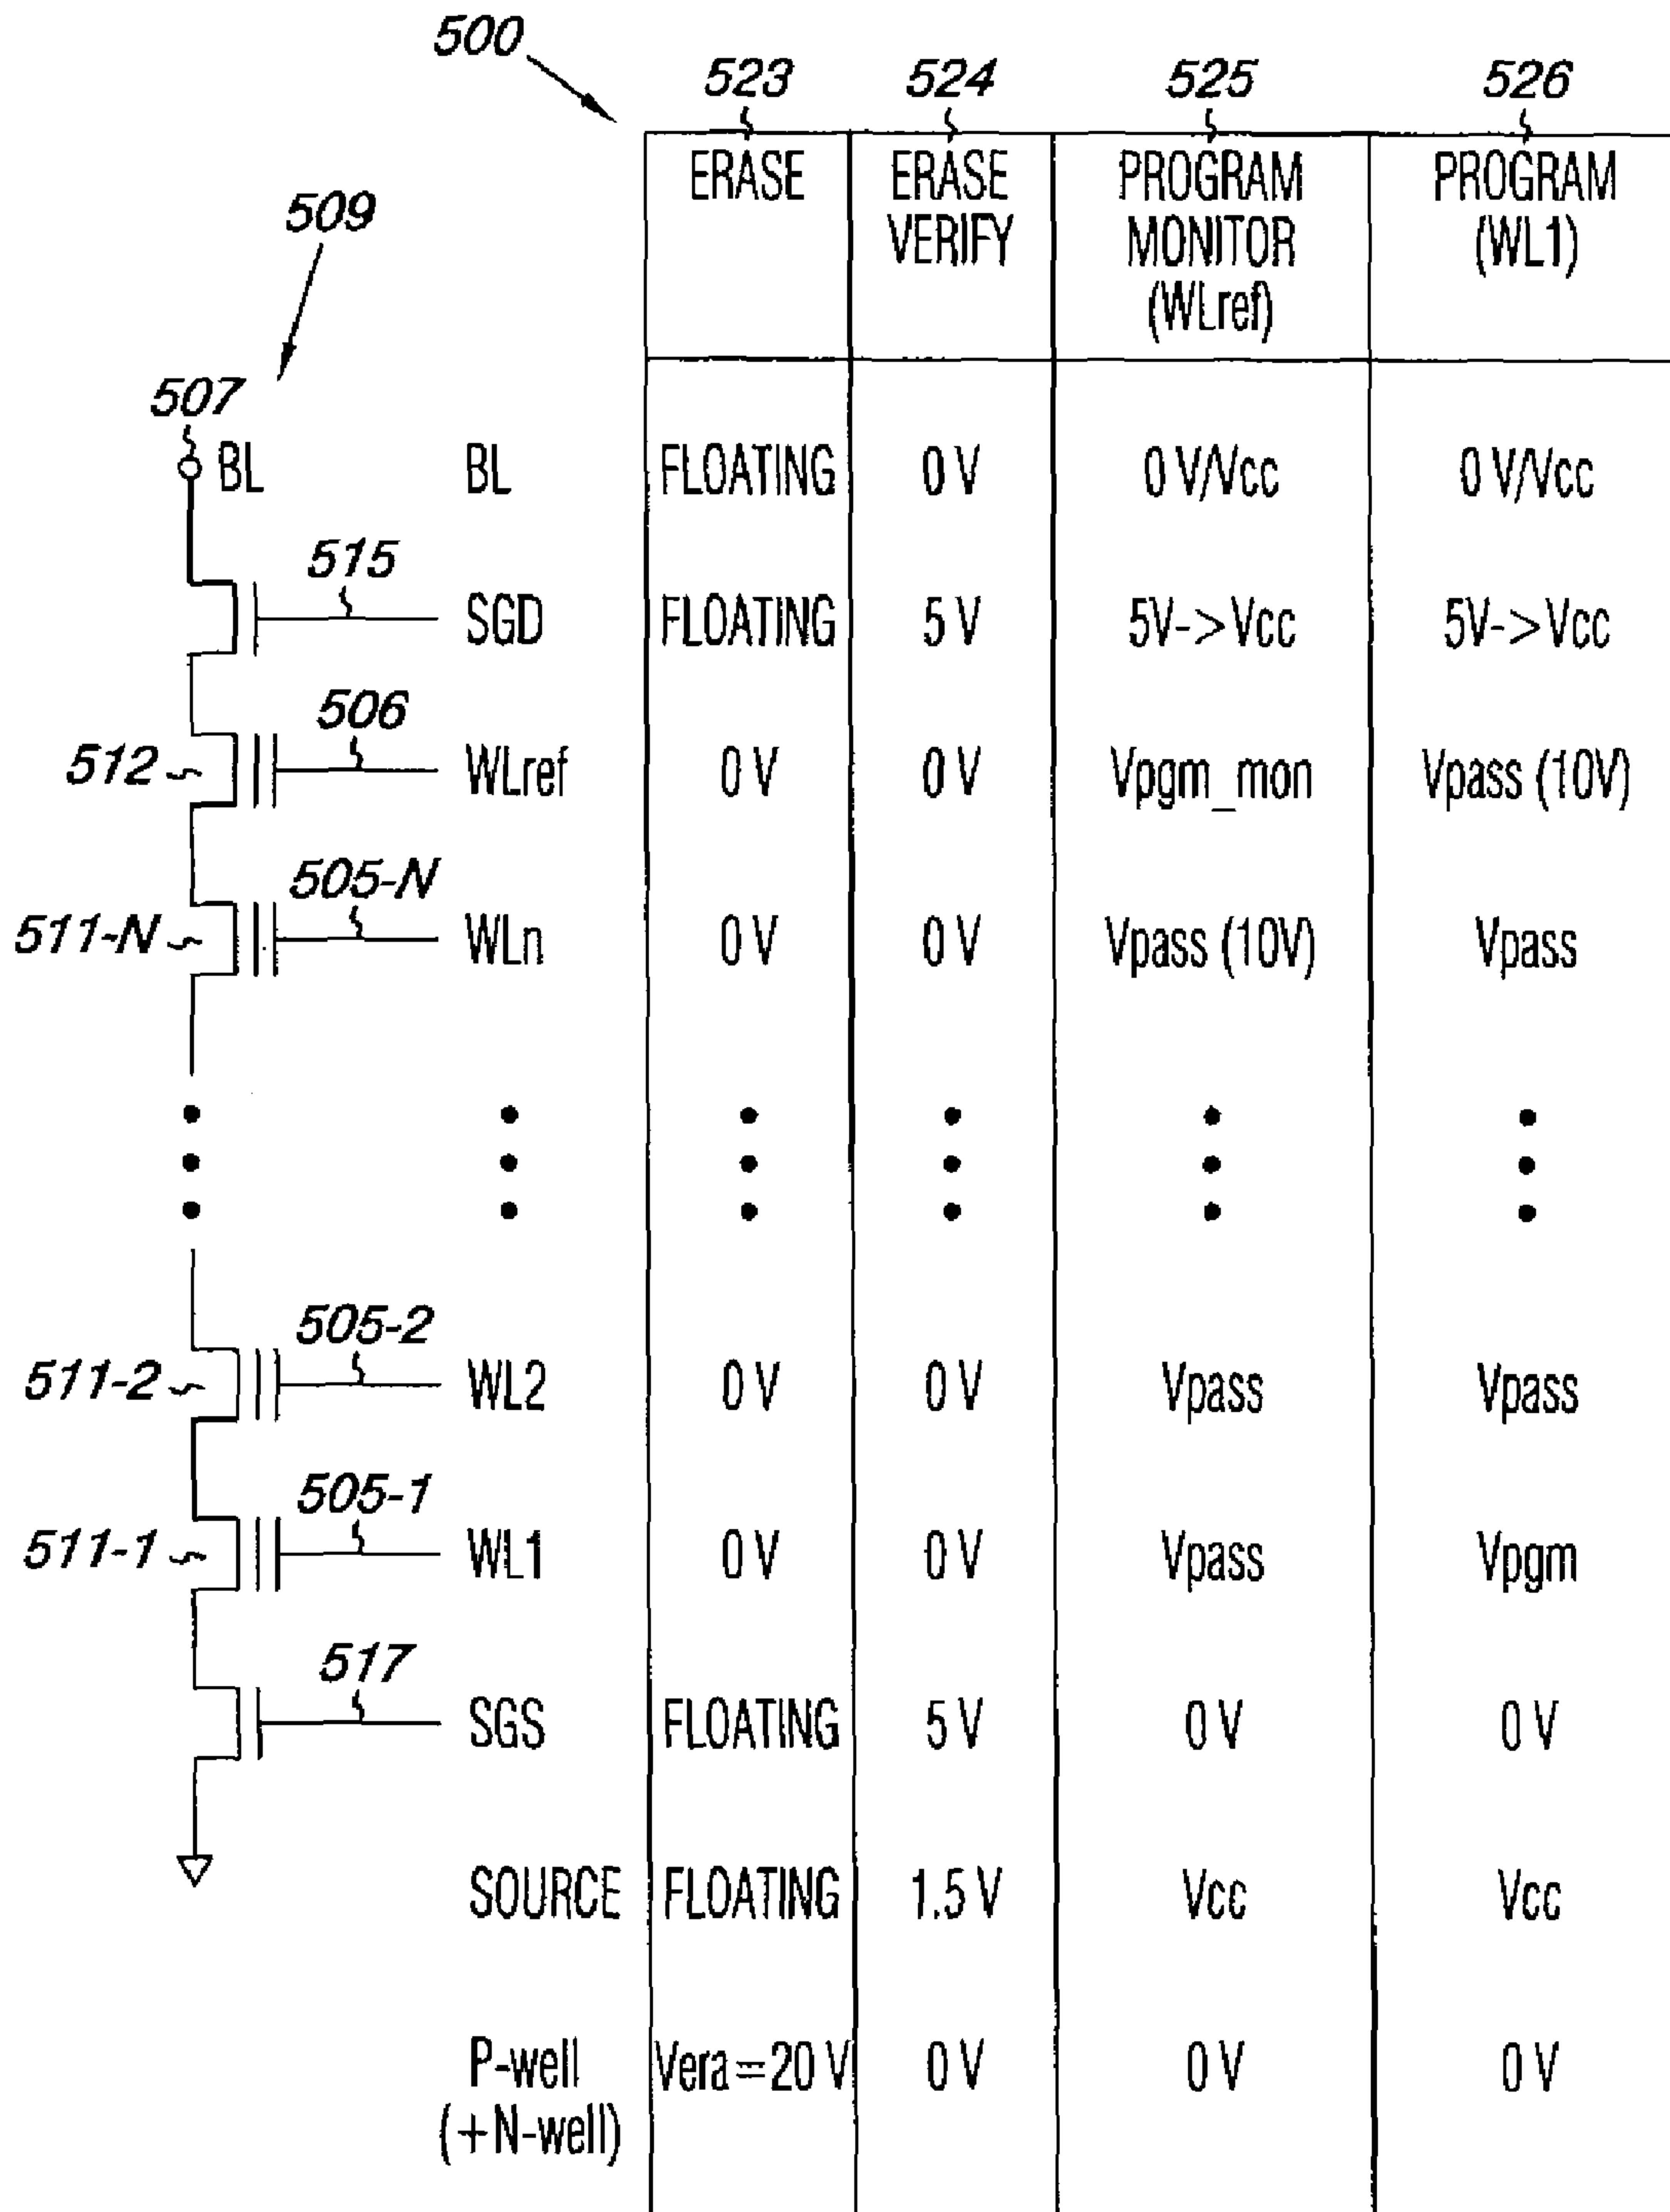 500
523 524 525 526
ERASE ERASE VERIFY PROGRAM MONITOR (WLref) PROGRAM (WL1)
509
507
BL BL FLOATING 0 V 0 V/Vcc 0 V/Vcc
515
SGD FLOATING 5 V 5V->Vcc 5V->Vcc
506
512 WLref 0 V 0 V Vpgm_mon Vpass (10V)
505-N
511-N WLn 0 V 0 V Vpass (10V) Vpass
505-2
511-2 WL2 0 V 0 V Vpass Vpass
505-1
511-1 WL1 0 V 0 V Vpass Vpgm
517
SGS FLOATING 5 V 0 V 0 V
SOURCE FLOATING 1.5 V Vcc Vcc
P-well (+N-well) Vera=20 V 0 V 0 V 0 V